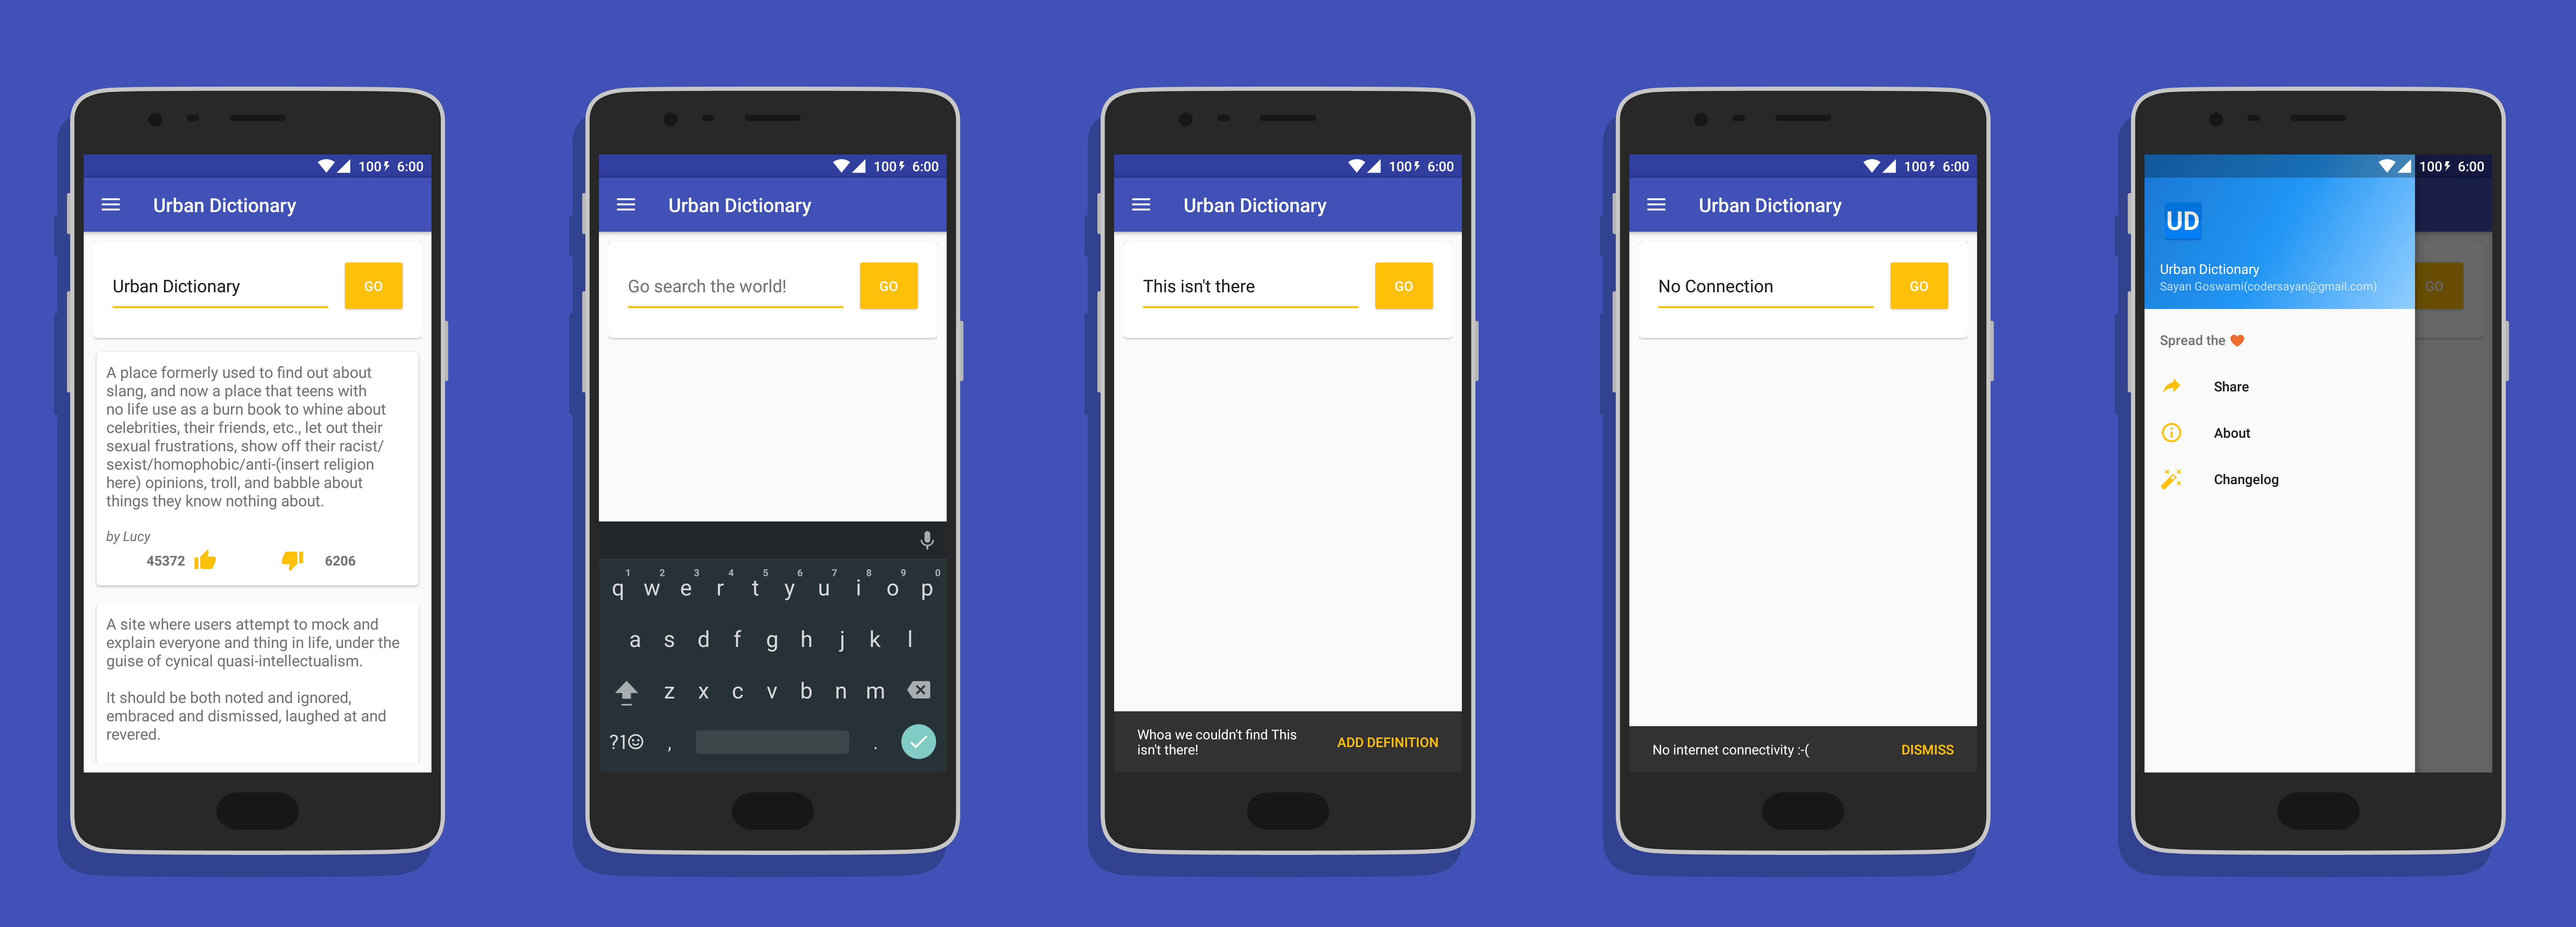 100 6:00
Urban Dictionary
Urban Dictionary
GO
A place formerly used to find out about
slang, and now a place that teens with
no life use as a burn book to whine about
celebrities, their friends, etc., let out their
sexual frustrations, show off their racist/
sexist/homophobic/anti-(insert religion
here) opinions, troll, and babble about
things they know nothing about.
by Lucy
45372 6206
A site where users attempt to mock and
explain everyone and thing in life, under the
guise of cynical quasi-intellectualism.
It should be both noted and ignored,
embraced and dismissed, laughed at and
revered.
100 6:00
Urban Dictionary
Go search the world!
GO
1 2 3 4 5 6 7 8 9 0
q w e r t y u i o p
a s d f g h j k l
z x c v b n m
?1☺ , .
100 6:00
Urban Dictionary
This isn't there
GO
Whoa we couldn't find This
isn't there!
ADD DEFINITION
100 6:00
Urban Dictionary
No Connection
GO
No internet connectivity :-(
DISMISS
100 6:00
UD
Urban Dictionary
Sayan Goswami(codersayan@gmail.com)
GO
Spread the ❤
Share
About
Changelog